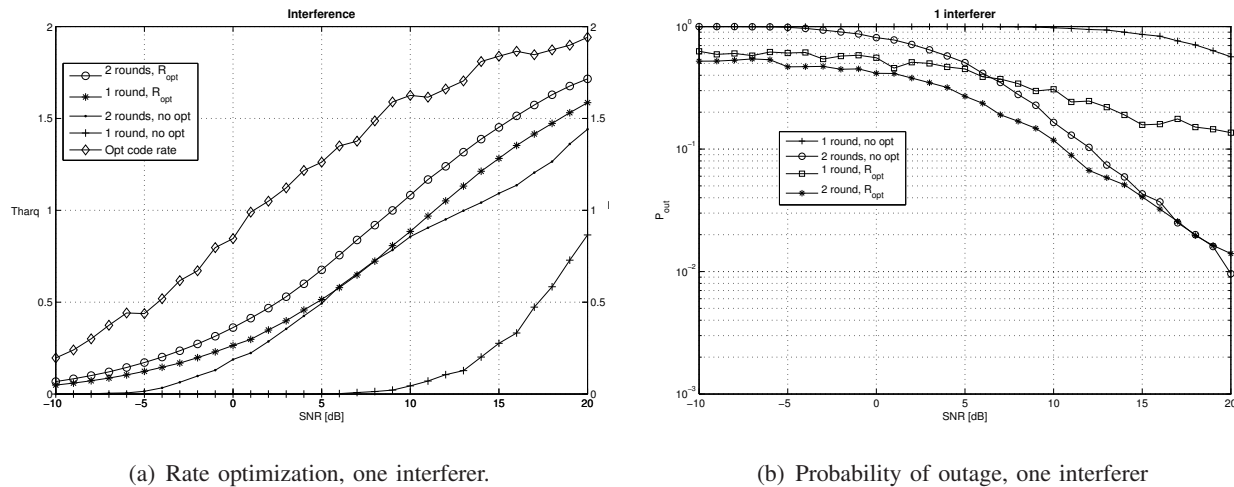 Interference
2
1.5
1
0.5
0
Tharq
2 rounds, R_opt
1 round, R_opt
2 rounds, no opt
1 round, no opt
Opt code rate
2
1.5
1
0.5
0
−10 −5 0 5 10 15 20
SNR [dB]
(a) Rate optimization, one interferer.
1 interferer
10^0
10^−1
10^−2
10^−3
P_out
1 round, no opt
2 rounds, no opt
1 round, R_opt
2 round, R_opt
−10 −5 0 5 10 15 20
SNR [dB]
(b) Probability of outage, one interferer